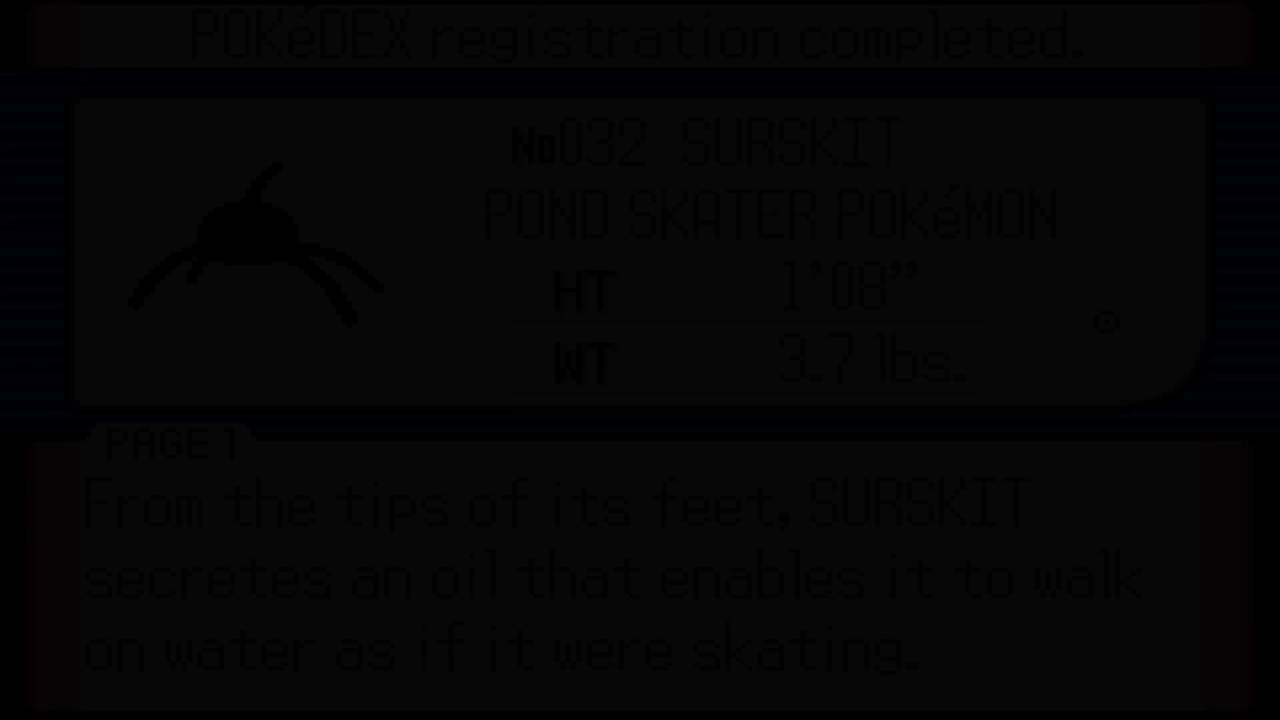 POKéDEX registration completed.
No032 SURSKIT
POND SKATER POKéMON
HT 1'08"
WT 3.7 lbs.
PAGE 1
From the tips of its feet, SURSKIT
secretes an oil that enables it to walk
on water as if it were skating.